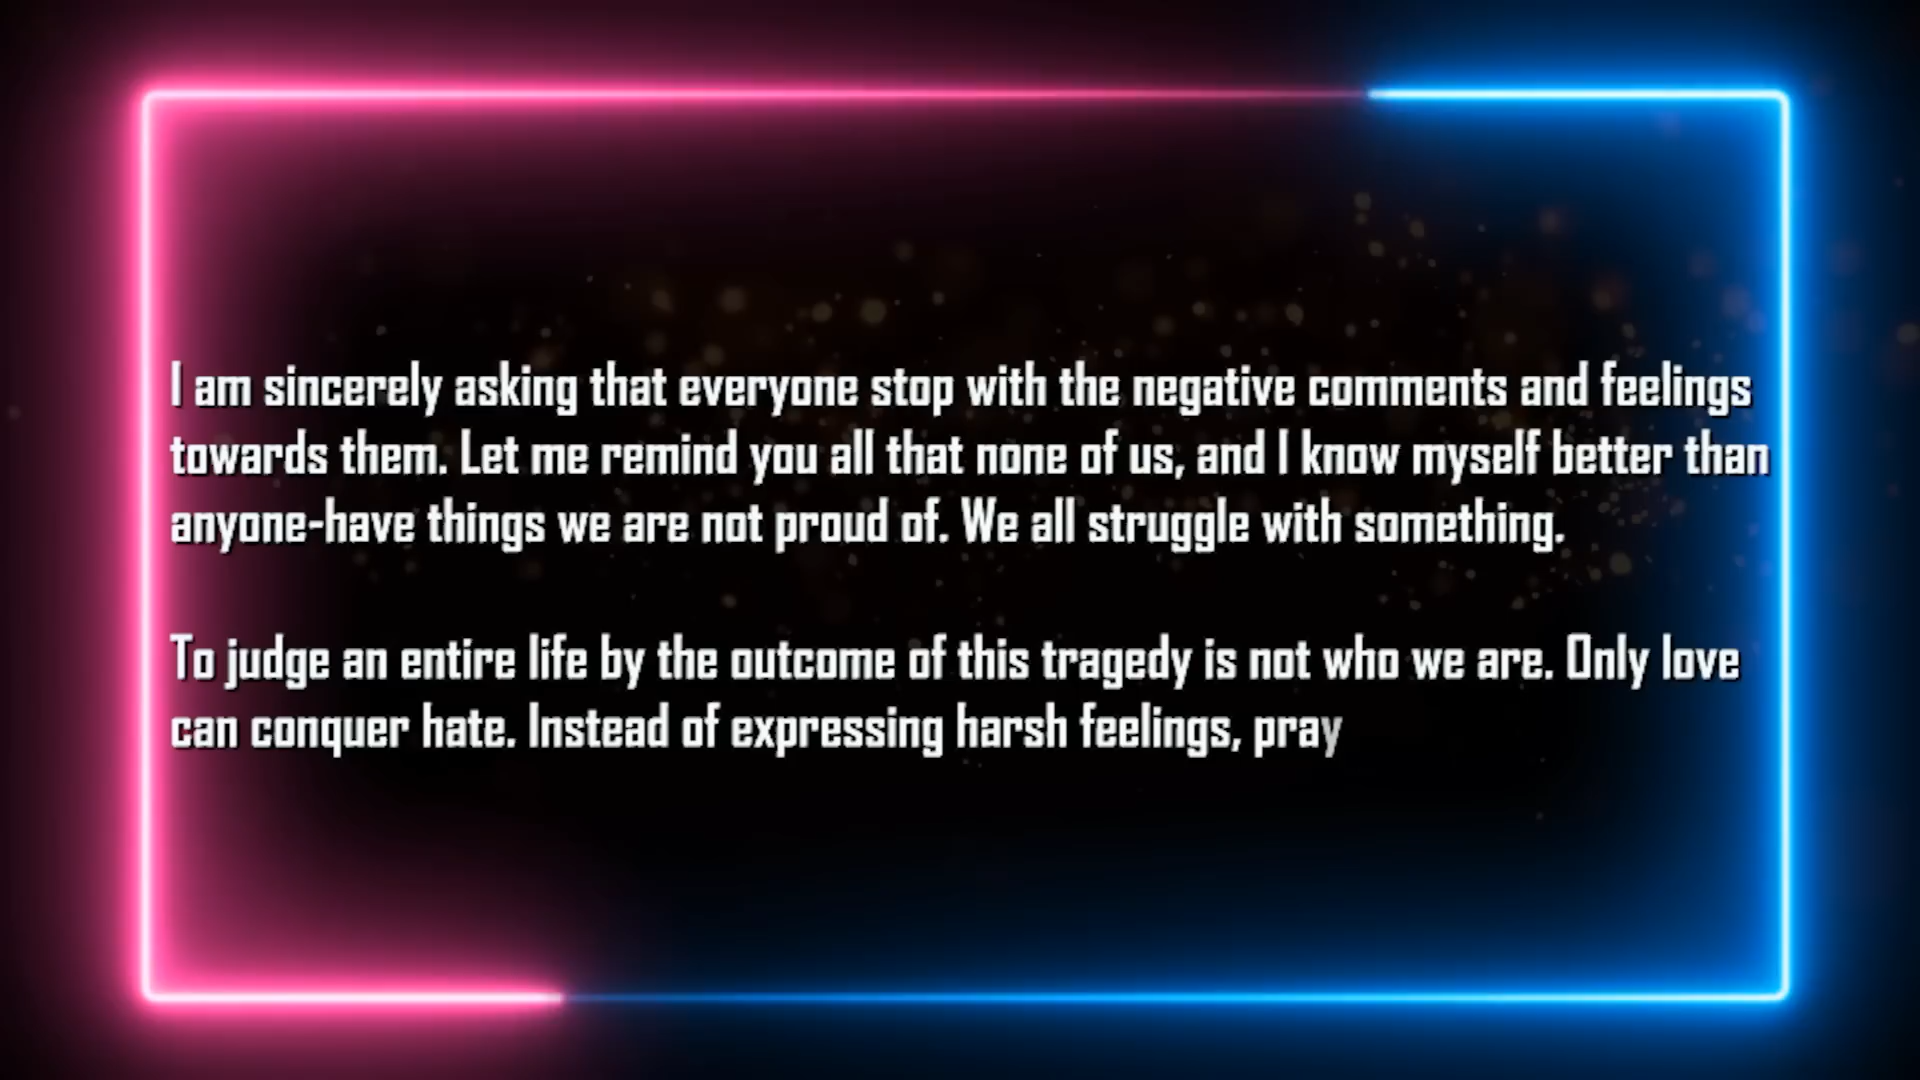 I am sincerely asking that everyone stop with the negative comments and feelings
towards them. Let me remind you all that none of us, and I know myself better than
anyone-have things we are not proud of. We all struggle with something.
To judge an entire life by the outcome of this tragedy is not who we are. Only love
can conquer hate. Instead of expressing harsh feelings, pray